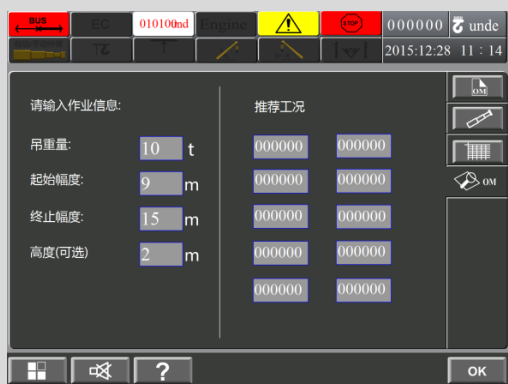 BUS EC 010100nd Engine STOP 000000 unde
2015:12:28 11 : 14
OM
请输入作业信息: 推荐工况
吊重量: 10 t 000000 000000
起始幅度: 9 m 000000 000000
OM
终止幅度: 15 m 000000 000000
高度(可选) 2 m 000000 000000
000000 000000
? OK